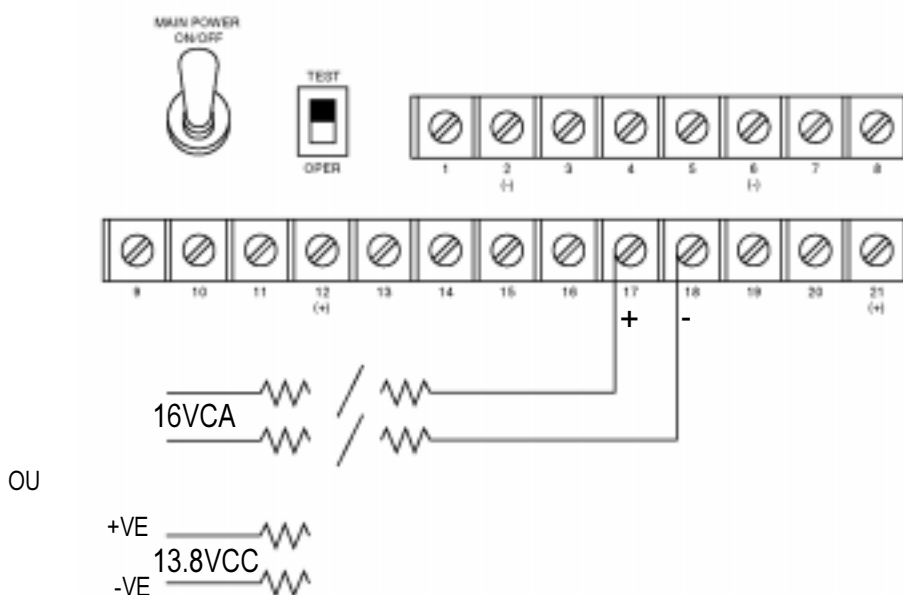 MAIN POWER
ON/OFF
TEST
OPER
1 2 3 4 5 6 7 8
(-) (-)
9 10 11 12 13 14 15 16 17 18 19 20 21
(+) (+)
+ -
16VCA
OU
+VE
13.8VCC
-VE